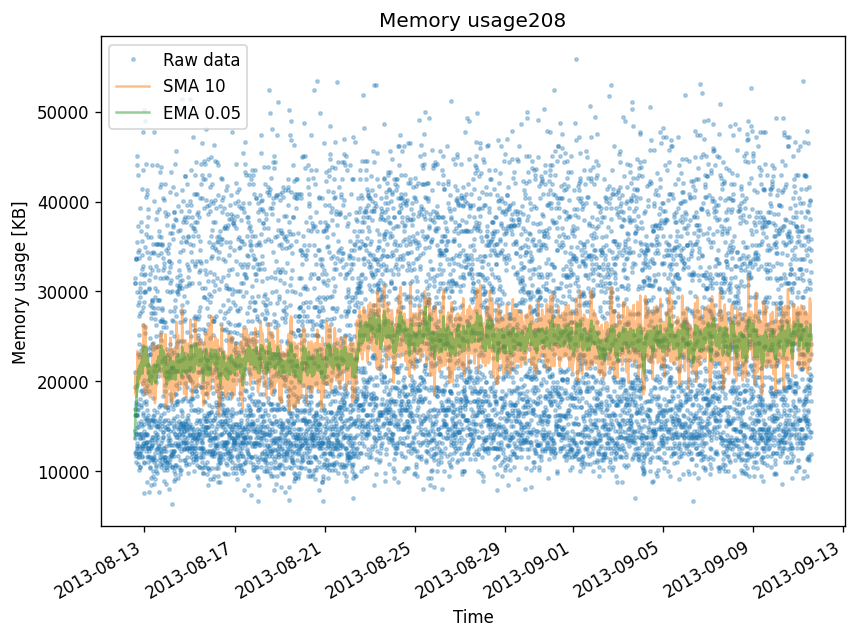 Memory usage208
Raw data
SMA 10
EMA 0.05
Memory usage [KB]
50000
40000
30000
20000
10000
2013-08-13
2013-08-17
2013-08-21
2013-08-25
2013-08-29
2013-09-01
2013-09-05
2013-09-09
2013-09-13
Time